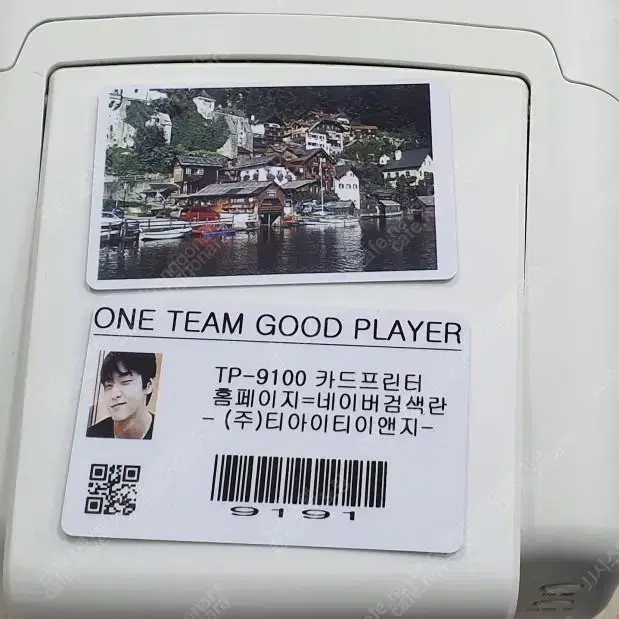 ONE TEAM GOOD PLAYER
TP-9100 카드프린터
홈페이지=네이버검색란
- (주)티아이티이앤지-
9191